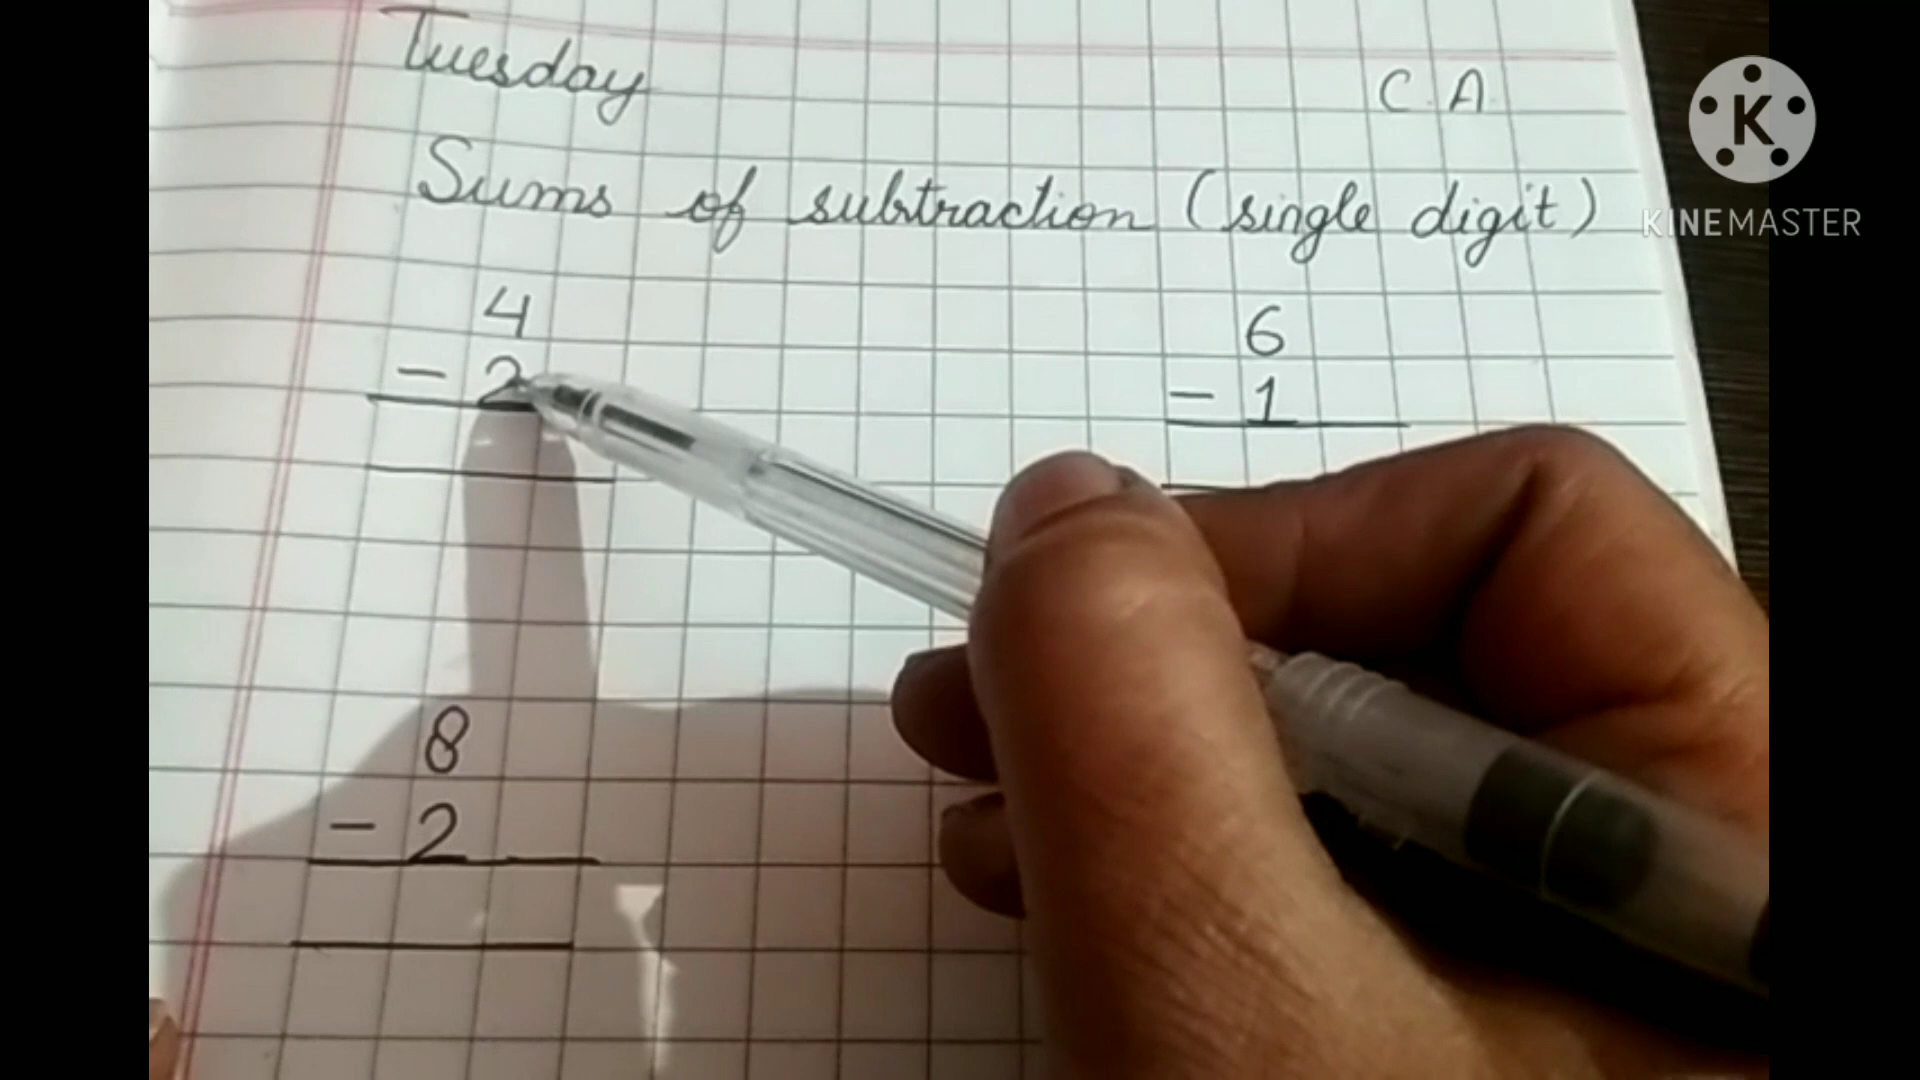 Tuesday C.A.
Sums of subtraction (single digit)
4 6
- 2 - 1
8
- 2
K
KINEMASTER